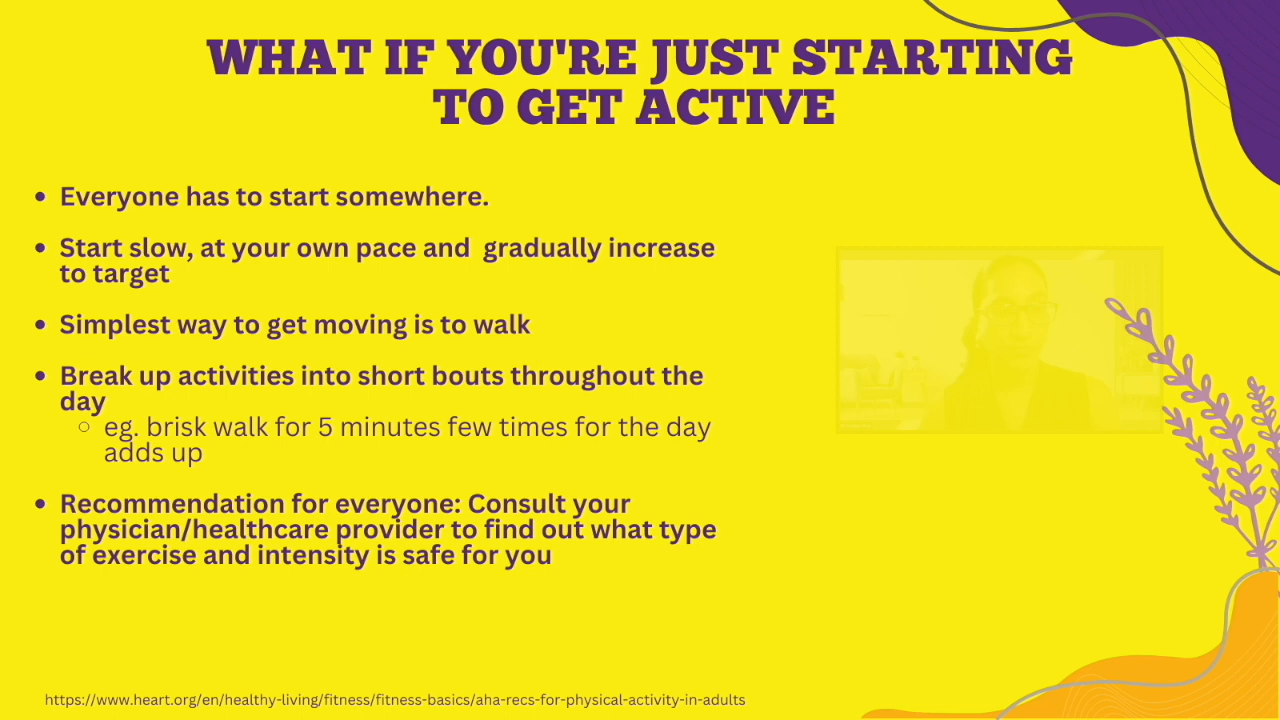 WHAT IF YOU'RE JUST STARTING
TO GET ACTIVE
• Everyone has to start somewhere.
• Start slow, at your own pace and  gradually increase
to target
• Simplest way to get moving is to walk
• Break up activities into short bouts throughout the
day
○ eg. brisk walk for 5 minutes few times for the day
adds up
• Recommendation for everyone: Consult your
physician/healthcare provider to find out what type
of exercise and intensity is safe for you
https://www.heart.org/en/healthy-living/fitness/fitness-basics/aha-recs-for-physical-activity-in-adults